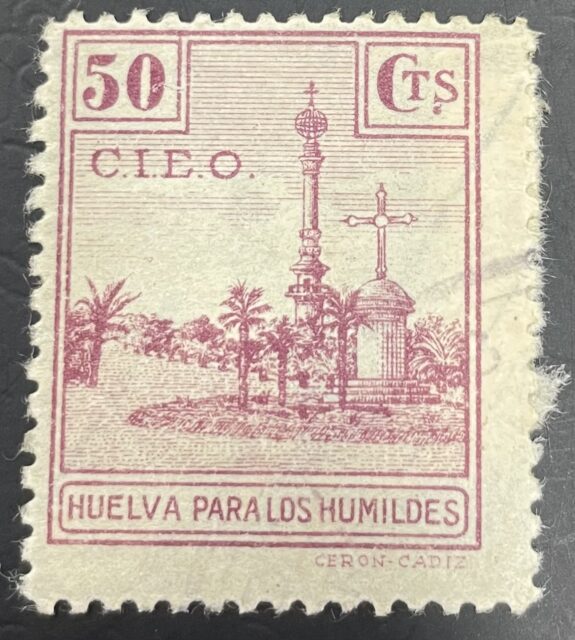 50 CTS
C.I.E.O.
HUELVA PARA LOS HUMILDES
CERON-CADIZ